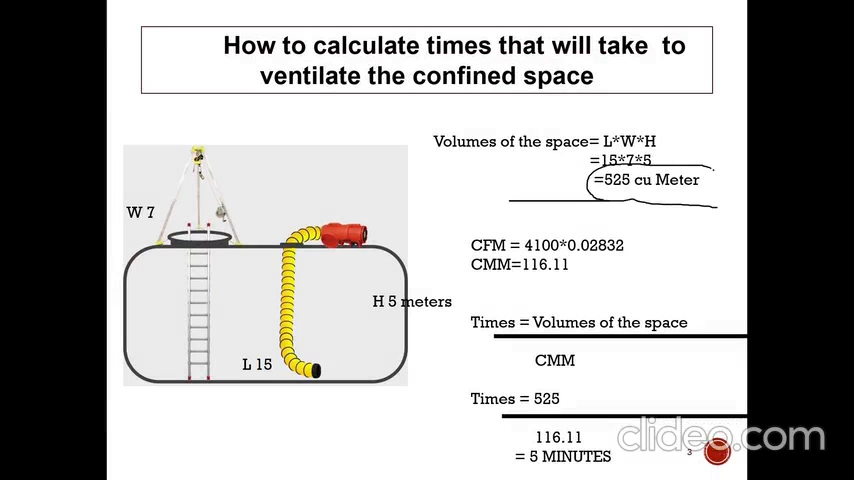 How to calculate times that will take to
ventilate the confined space
Volumes of the space= L*W*H
=15*7*5
=525 cu Meter
W 7
CFM = 4100*0.02832
CMM=116.11
H 5 meters
Times = Volumes of the space
CMM
L 15
Times = 525
116.11
= 5 MINUTES
3
clideo.com